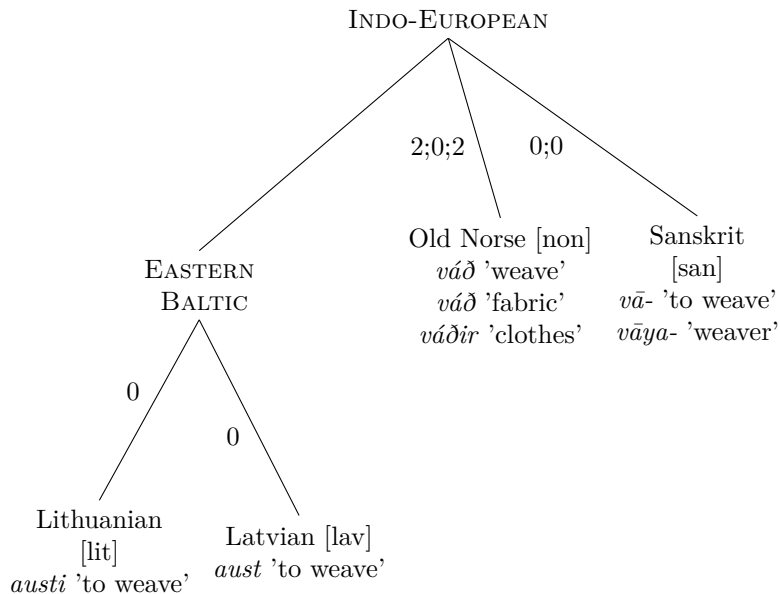 INDO-EUROPEAN
2;0;2
0;0
Old Norse [non]
váð 'weave'
váð 'fabric'
váðir 'clothes'
Sanskrit
[san]
vā- 'to weave'
vāya- 'weaver'
EASTERN
BALTIC
0
0
Lithuanian
[lit]
austi 'to weave'
Latvian [lav]
aust 'to weave'